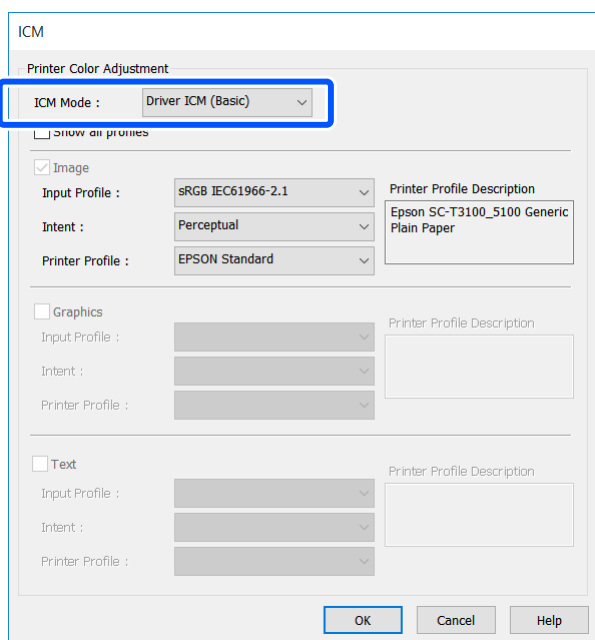 ICM
Printer Color Adjustment
ICM Mode : Driver ICM (Basic)
Show all profiles
Image
Input Profile : sRGB IEC61966-2.1 Printer Profile Description
Intent : Perceptual Epson SC-T3100_5100 Generic
Plain Paper
Printer Profile : EPSON Standard
Graphics
Input Profile : Printer Profile Description
Intent :
Printer Profile :
Text
Input Profile : Printer Profile Description
Intent :
Printer Profile :
OK Cancel Help